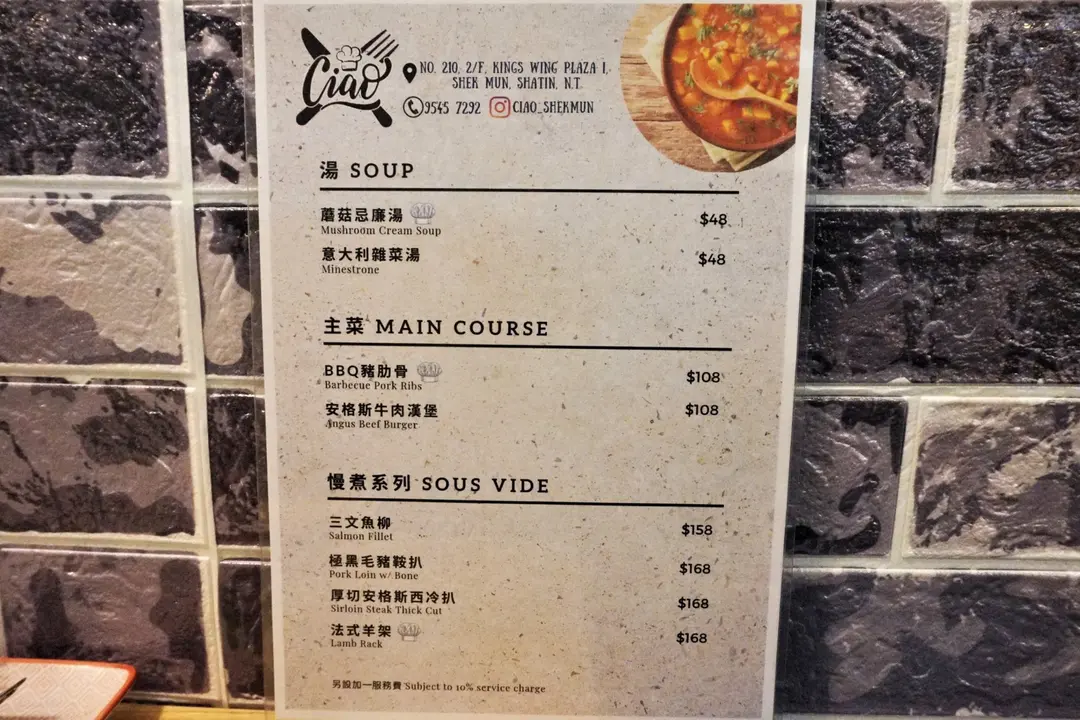 Ciao
NO. 210, 2/F, KINGS WING PLAZA 1,
SHEK MUN, SHATIN, N.T
9545 7292 CIAO_SHEKMUN
湯 SOUP
蘑菇忌廉湯 $48
Mushroom Cream Soup
意大利雜菜湯 $48
Minestrone
主菜 MAIN COURSE
BBQ豬肋骨 $108
Barbecue Pork Ribs
安格斯牛肉漢堡 $108
Angus Beef Burger
慢煮系列 SOUS VIDE
三文魚柳 $158
Salmon Fillet
極黑毛豬鞍扒 $168
Pork Loin w/ Bone
厚切安格斯西冷扒 $168
Sirloin Steak Thick Cut
法式羊架 $168
Lamb Rack
另設加一服務費 Subject to 10% service charge